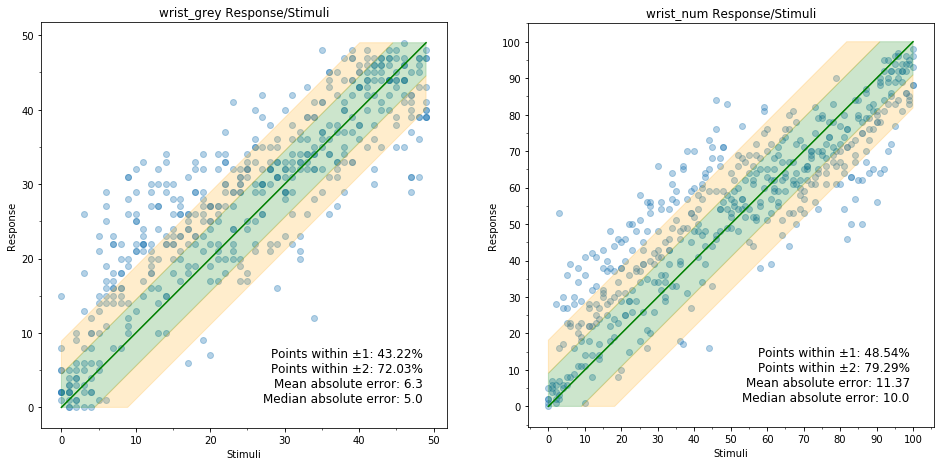 wrist_grey Response/Stimuli
50
40
30
20
10
0
Response
Points within ±1: 43.22%
Points within ±2: 72.03%
Mean absolute error: 6.3
Median absolute error: 5.0
0 10 20 30 40 50
Stimuli
wrist_num Response/Stimuli
100
90
80
70
60
50
40
30
20
10
0
Response
Points within ±1: 48.54%
Points within ±2: 79.29%
Mean absolute error: 11.37
Median absolute error: 10.0
0 10 20 30 40 50 60 70 80 90 100
Stimuli